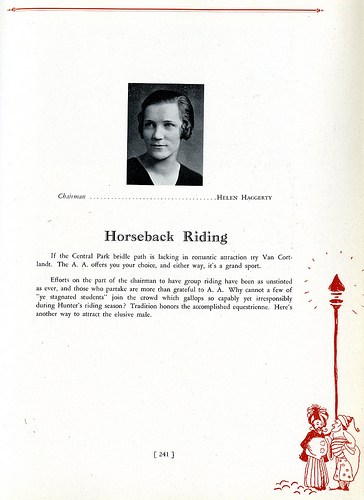 Chairman ........................................HELEN HAGGERTY
Horseback Riding
If the Central Park bridle path is lacking in romantic attraction try Van Cort-
landt. The A. A. offers you your choice, and either way, it's a grand sport.
Efforts on the part of the chairman to have group riding have been as unstinted
as ever, and those who partake are more than grateful to A. A. Why cannot a few of
"ye stagnated students" join the crowd which gallops so capably yet irresponsibly
during Hunter's riding season? Tradition honors the accomplished equestrienne. Here's
another way to attract the elusive male.
[ 241 ]